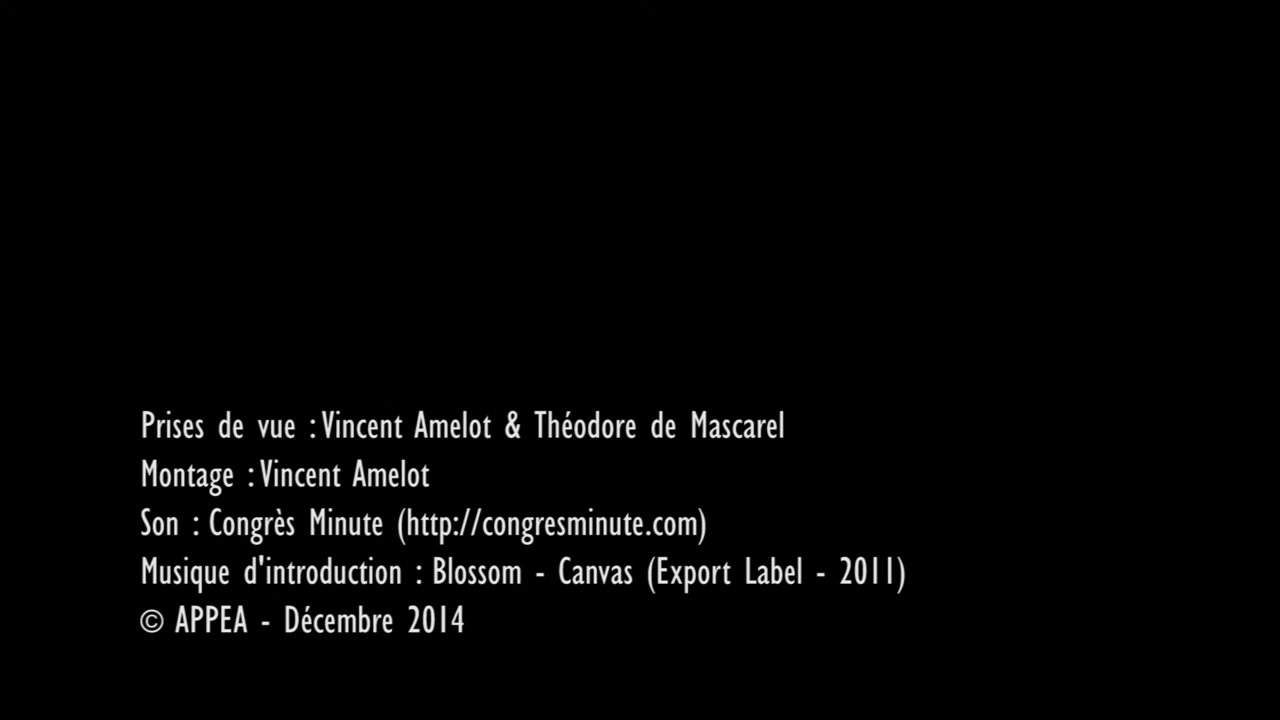 Prises de vue : Vincent Amelot & Théodore de Mascarel
Montage : Vincent Amelot
Son : Congrès Minute (http://congresminute.com)
Musique d'introduction : Blossom - Canvas (Export Label - 2011)
© APPEA - Décembre 2014